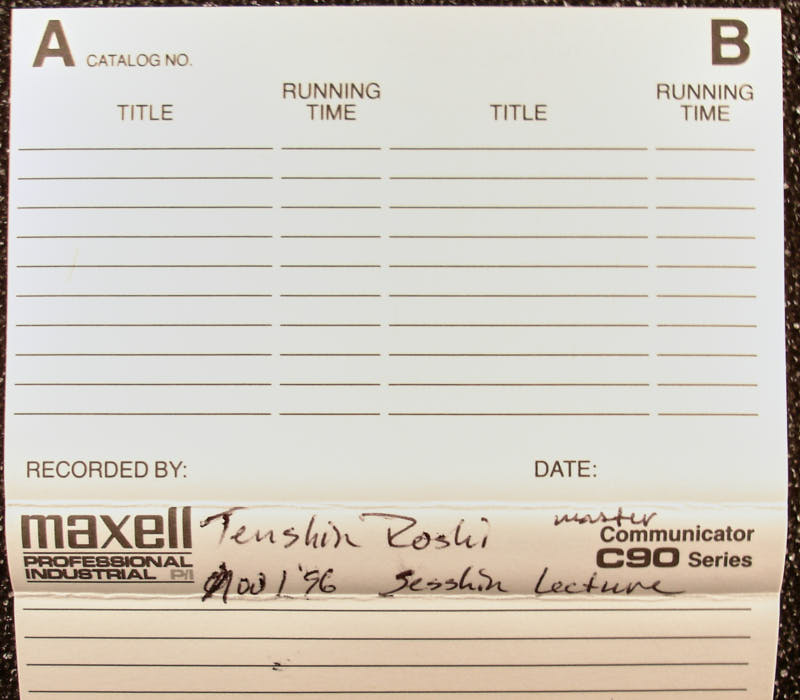 A CATALOG NO. B
TITLE RUNNING TIME TITLE RUNNING TIME
RECORDED BY: DATE:
maxell Tenshin Roshi master Communicator
PROFESSIONAL INDUSTRIAL P/I Nov 1 '96 Sesshin Lecture C90 Series